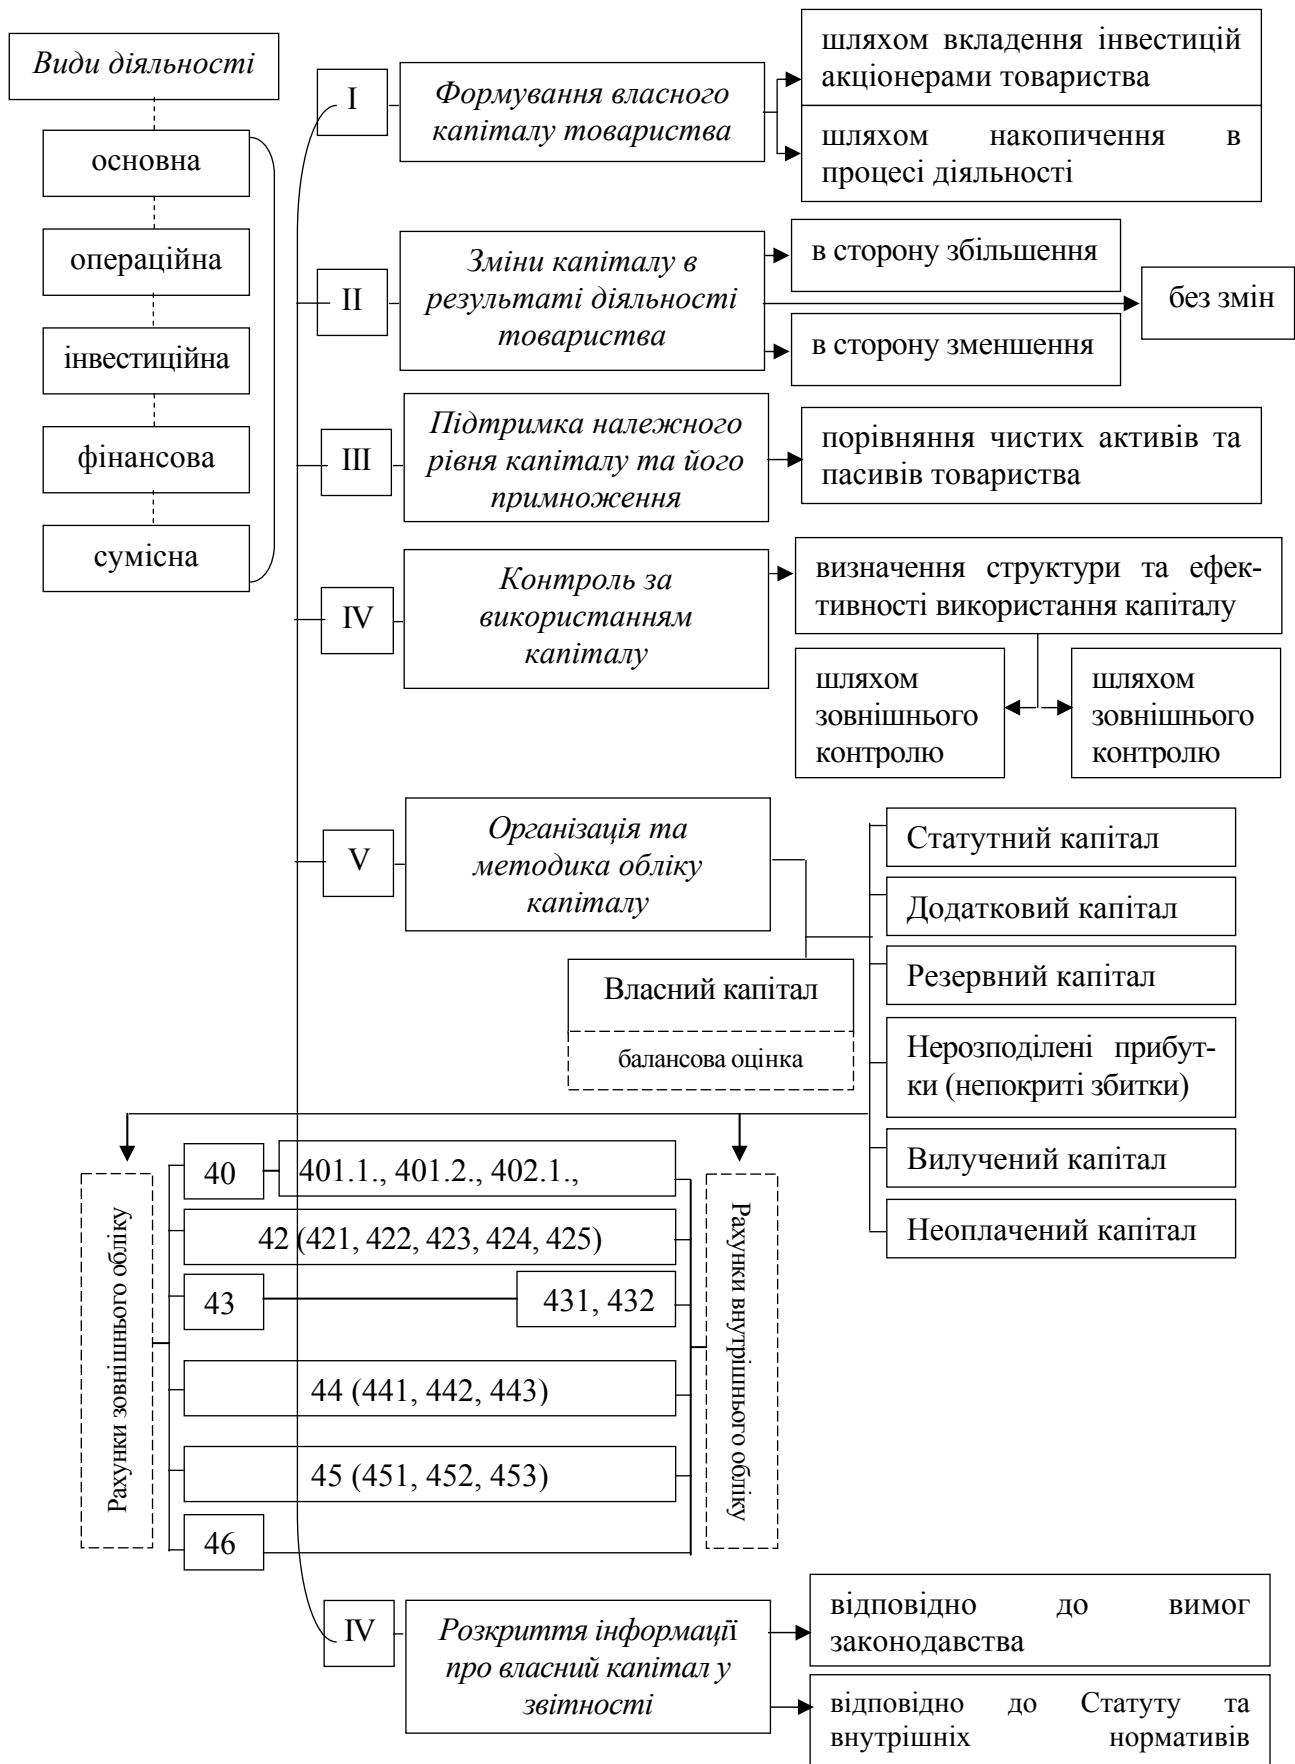 Види діяльності
основна
операційна
інвестиційна
фінансова
сумісна
I
Формування власного
капіталу товариства
шляхом вкладення інвестицій
акціонерами товариства
шляхом накопичення в
процесі діяльності
II
Зміни капіталу в
результаті діяльності
товариства
в сторону збільшення
без змін
в сторону зменшення
III
Підтримка належного
рівня капіталу та його
примноження
порівняння чистих активів та
пасивів товариства
IV
Контроль за
використанням
капіталу
визначення структури та ефек-
тивності використання капіталу
шляхом
зовнішнього
контролю
шляхом
зовнішнього
контролю
V
Організація та
методика обліку
капіталу
Власний капітал
балансова оцінка
Статутний капітал
Додатковий капітал
Резервний капітал
Нерозподілені прибут-
ки (непокриті збитки)
Вилучений капітал
Неоплачений капітал
Рахунки зовнішнього обліку
40
401.1., 401.2., 402.1.,
42 (421, 422, 423, 424, 425)
43
431, 432
44 (441, 442, 443)
45 (451, 452, 453)
46
Рахунки внутрішнього обліку
IV
Розкриття інформації
про власний капітал у
звітності
відповідно до вимог
законодавства
відповідно до Статуту та
внутрішніх нормативів